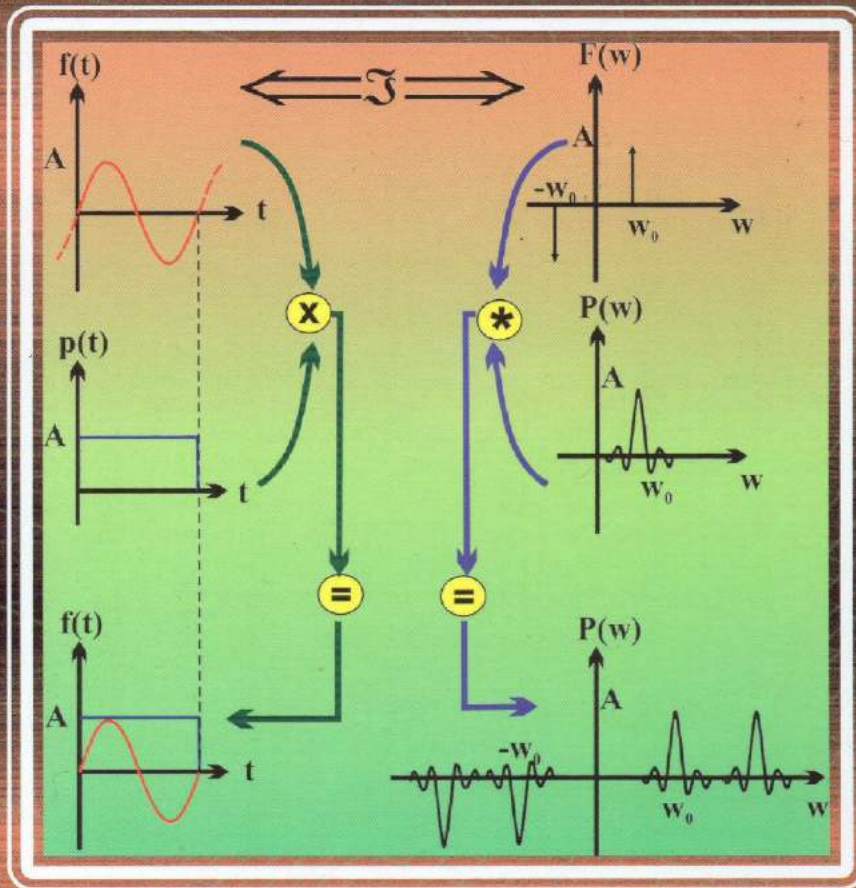 f(t)
A
t
ℑ
F(w)
A
-w₀
w₀
w
x
*
p(t)
A
t
P(w)
A
w₀
w
=
=
f(t)
A
t
P(w)
A
-w₀
w₀
w